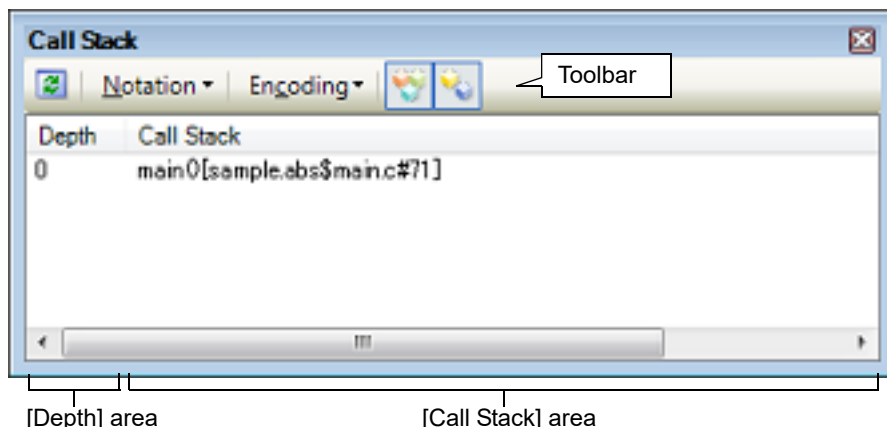 Call Stack
Notation Encoding Toolbar
Depth Call Stack
0 main()[sample.abs$main.c#71]
[Depth] area [Call Stack] area